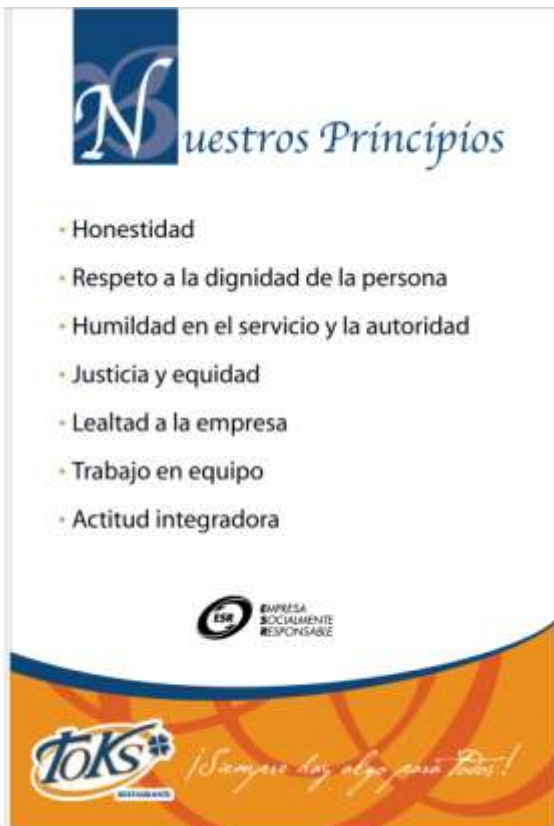 Nuestros Principios
· Honestidad
· Respeto a la dignidad de la persona
· Humildad en el servicio y la autoridad
· Justicia y equidad
· Lealtad a la empresa
· Trabajo en equipo
· Actitud integradora
ESR
EMPRESA
SOCIALMENTE
RESPONSABLE
TOKS
RESTAURANTE
¡Siempre hay algo para Todos!